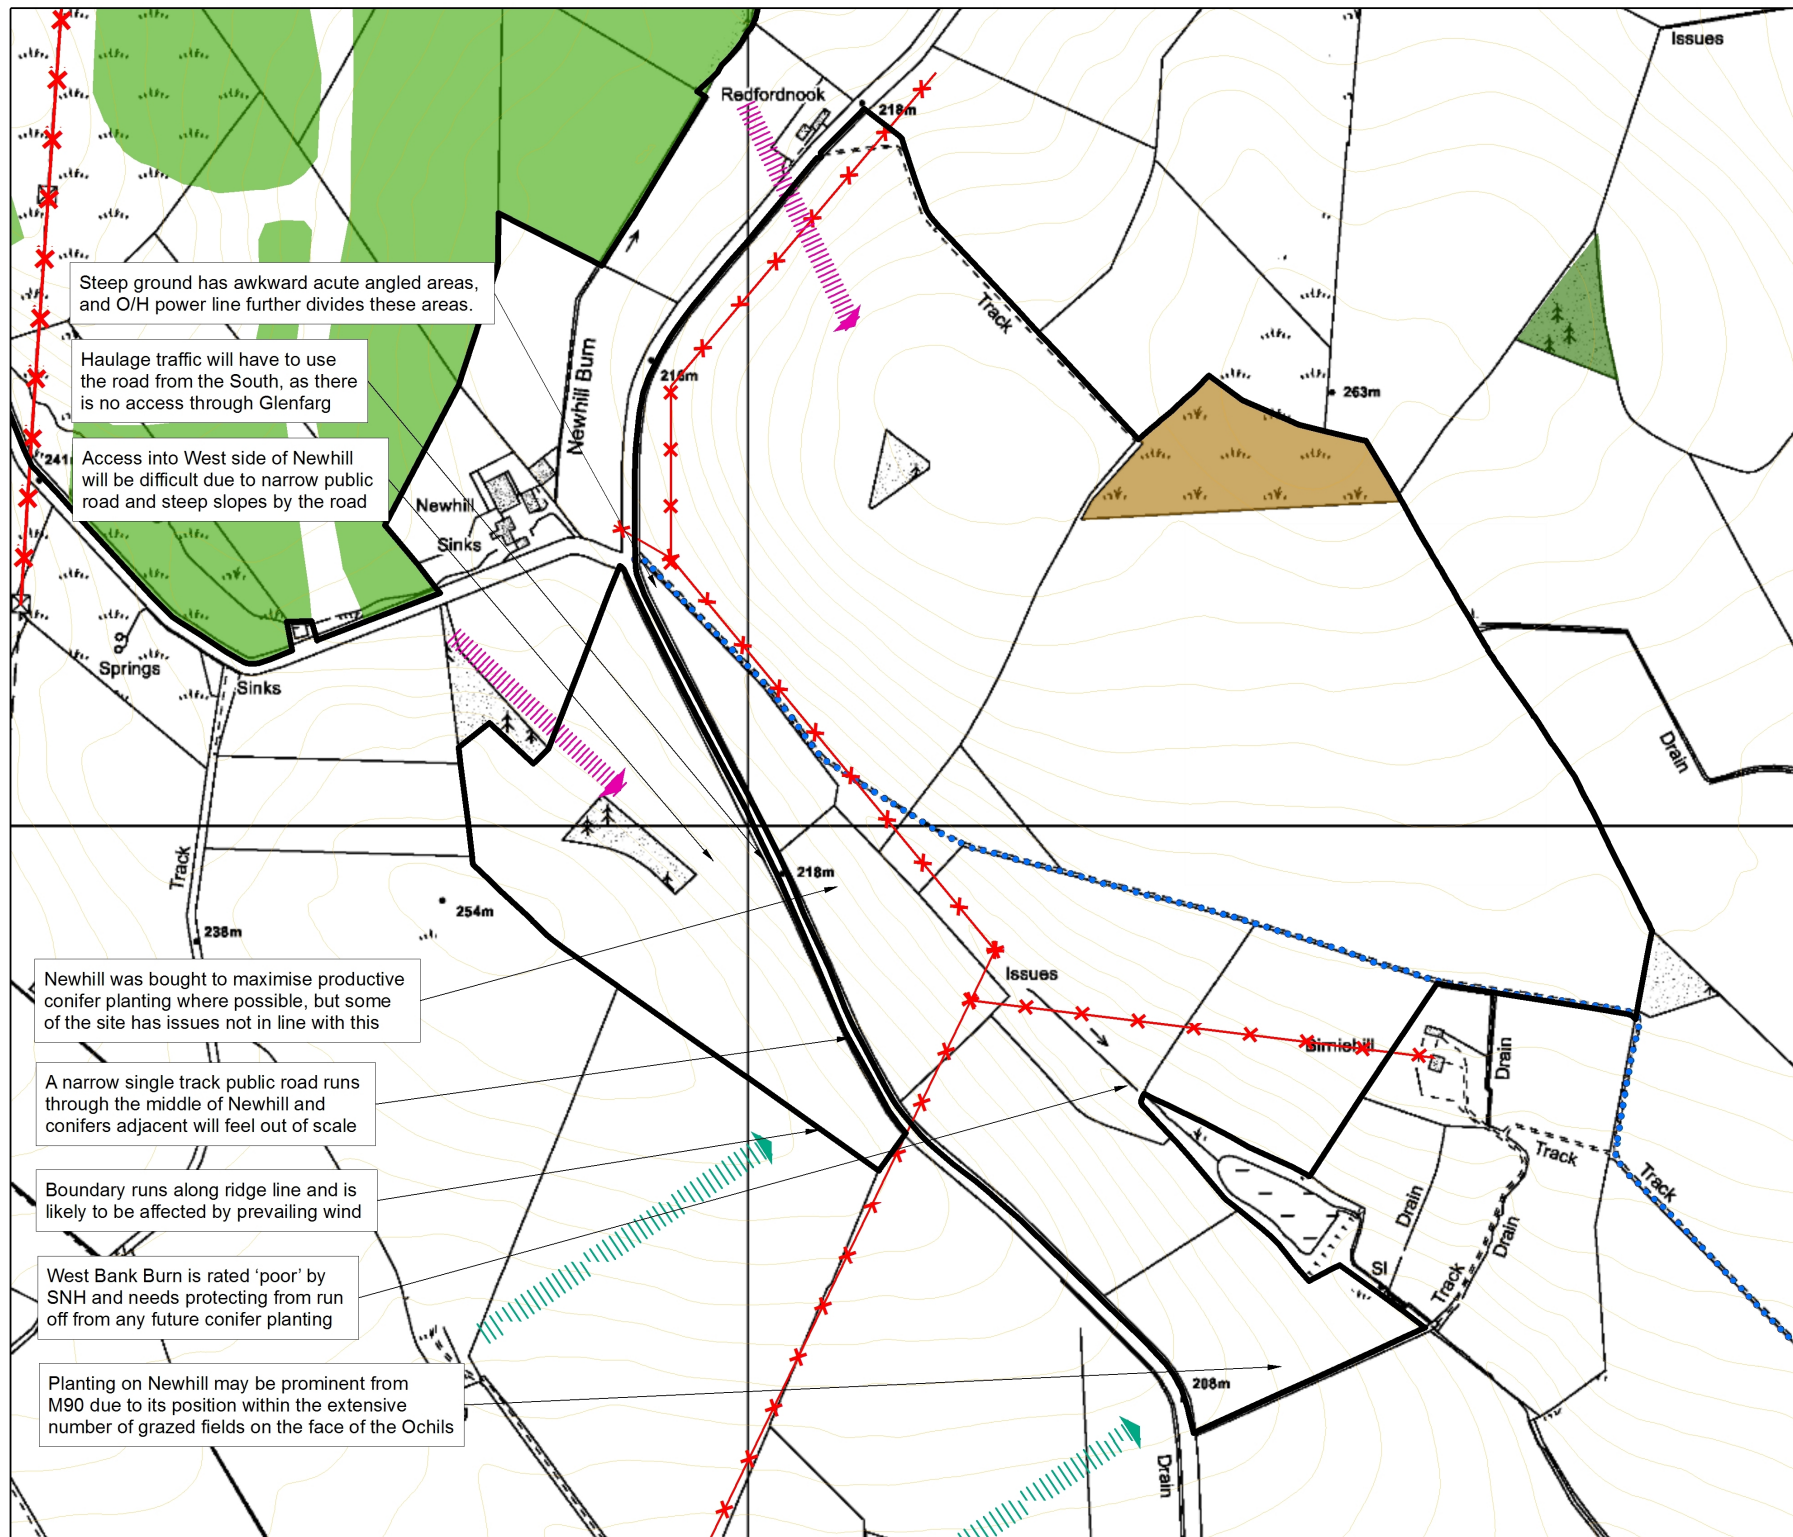 Issues
Redfordnook
218m
Steep ground has awkward acute angled areas,
and O/H power line further divides these areas.
Track
Haulage traffic will have to use
the road from the South, as there
is no access through Glenfarg
Newhill Burn
216m
263m
241
Access into West side of Newhill
will be difficult due to narrow public
road and steep slopes by the road
Newhill
Sinks
Springs
Sinks
Drain
Track
218m
254m
238m
Newhill was bought to maximise productive
conifer planting where possible, but some
of the site has issues not in line with this
Issues
Birniehill
Drain
A narrow single track public road runs
through the middle of Newhill and
conifers adjacent will feel out of scale
Track
Track
Boundary runs along ridge line and is
likely to be affected by prevailing wind
Drain
Drain
West Bank Burn is rated ‘poor’ by
SNH and needs protecting from run
off from any future conifer planting
SI
Track
Planting on Newhill may be prominent from
M90 due to its position within the extensive
number of grazed fields on the face of the Ochils
208m
Drain